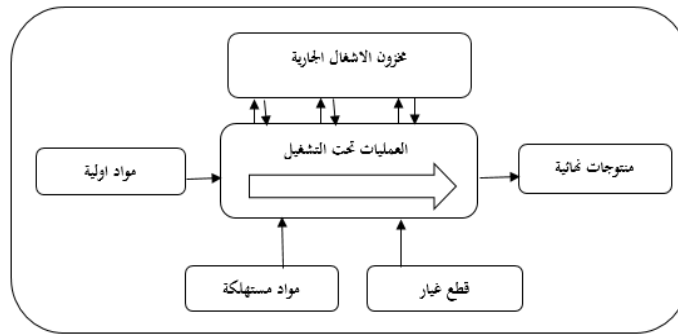 مخزون الاشغال الجارية
العمليات تحت التشغيل
مواد اولية
منتوجات نهائية
مواد مستهلكة
قطع غيار